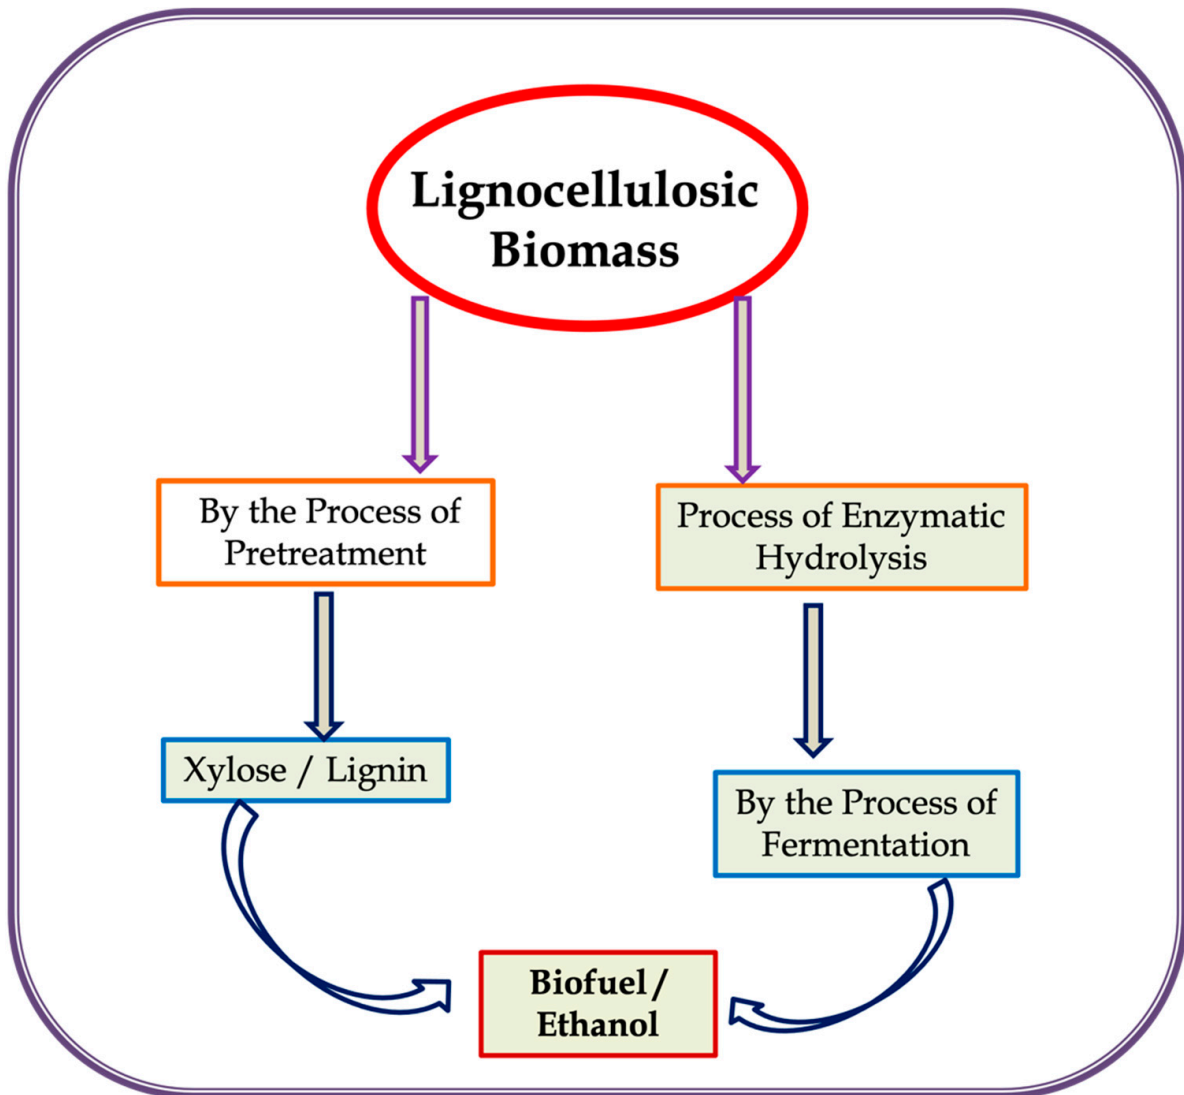 Lignocellulosic
Biomass
By the Process of
Pretreatment
Process of Enzymatic
Hydrolysis
Xylose / Lignin
By the Process of
Fermentation
Biofuel /
Ethanol